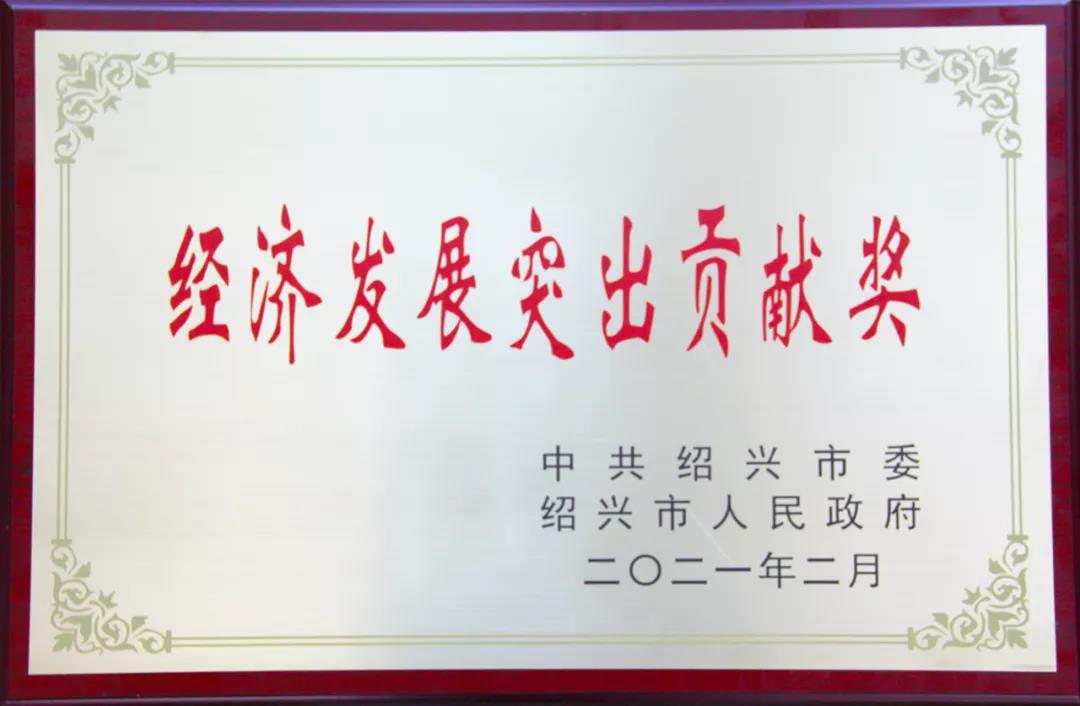 经济发展突出贡献奖
中共绍兴市委
绍兴市人民政府
二〇二一年二月